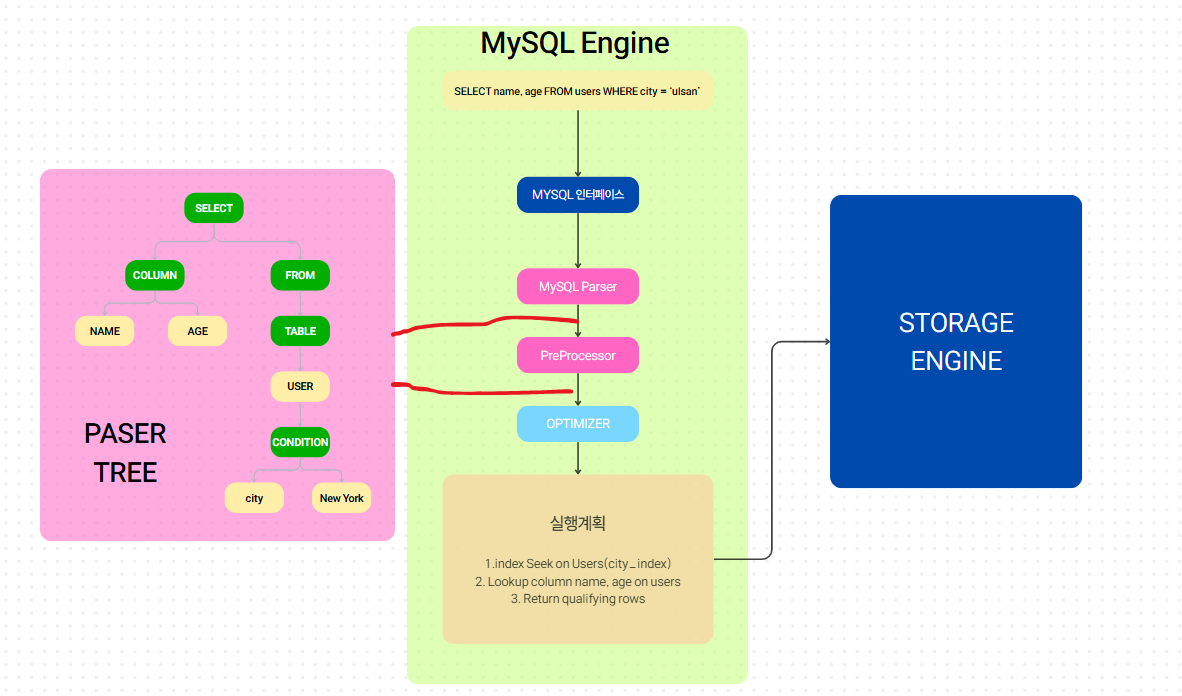 MySQL Engine
SELECT name, age FROM users WHERE city = 'ulsan'
MYSQL 인터페이스
MySQL Parser
PreProcessor
OPTIMIZER
실행계획
1.index Seek on Users(city_index)
2. Lookup column name, age on users
3. Return qualifying rows
SELECT
COLUMN
FROM
NAME
AGE
TABLE
USER
CONDITION
city
New York
PASER
TREE
STORAGE
ENGINE